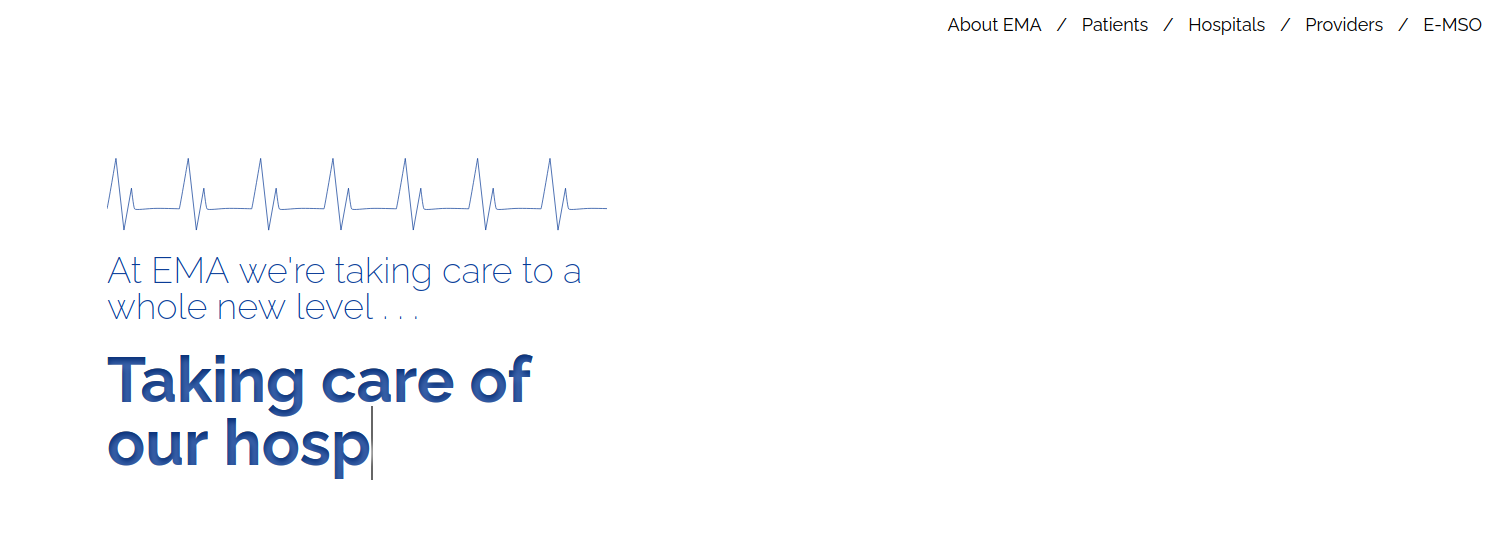 About EMA / Patients / Hospitals / Providers / E-MSO
At EMA we're taking care to a
whole new level . . .
Taking care of
our hosp